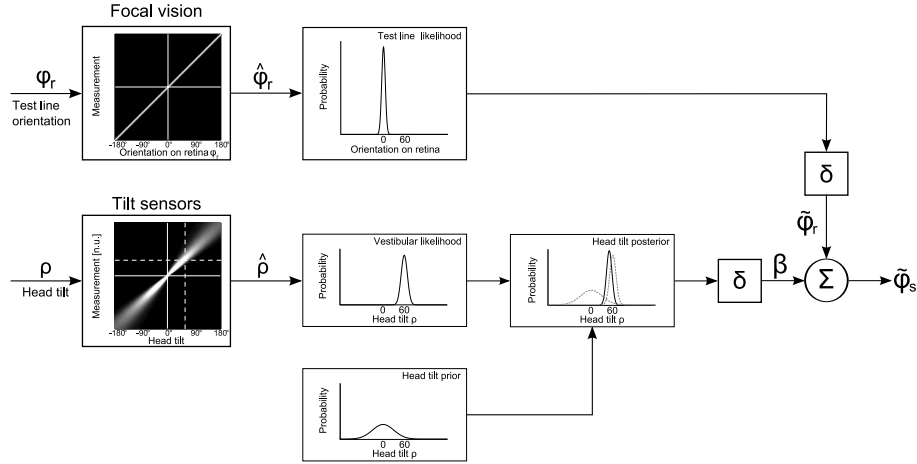 Focal vision
φr
Test line
orientation
Measurement
-180° -90° 0° 90° 180°
Orientation on retina φr
φ̂r
Test line likelihood
Probability
0 60
Orientation on retina
δ
φ̃r
Tilt sensors
ρ
Head tilt
Measurement [n.u.]
-180° -90° 0° 90° 180°
Head tilt
ρ̂
Vestibular likelihood
Probability
0 60
Head tilt ρ
Head tilt posterior
Probability
0 60
Head tilt ρ
δ
β
Σ
φ̃s
Head tilt prior
Probability
0 60
Head tilt ρ